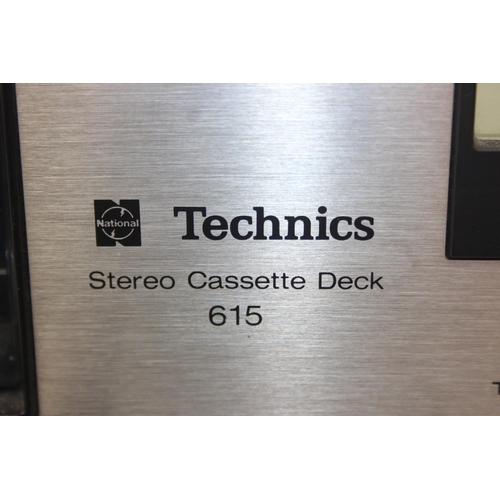 National Technics
Stereo Cassette Deck
615